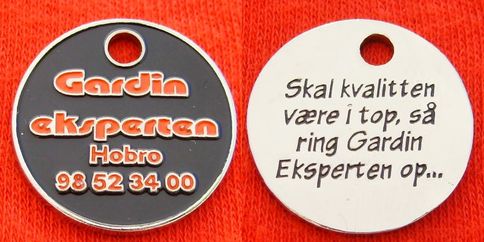 Gardin
eksperten
Hobro
98 52 34 00
Skal kvalitten
være i top, så
ring Gardin
Eksperten op...